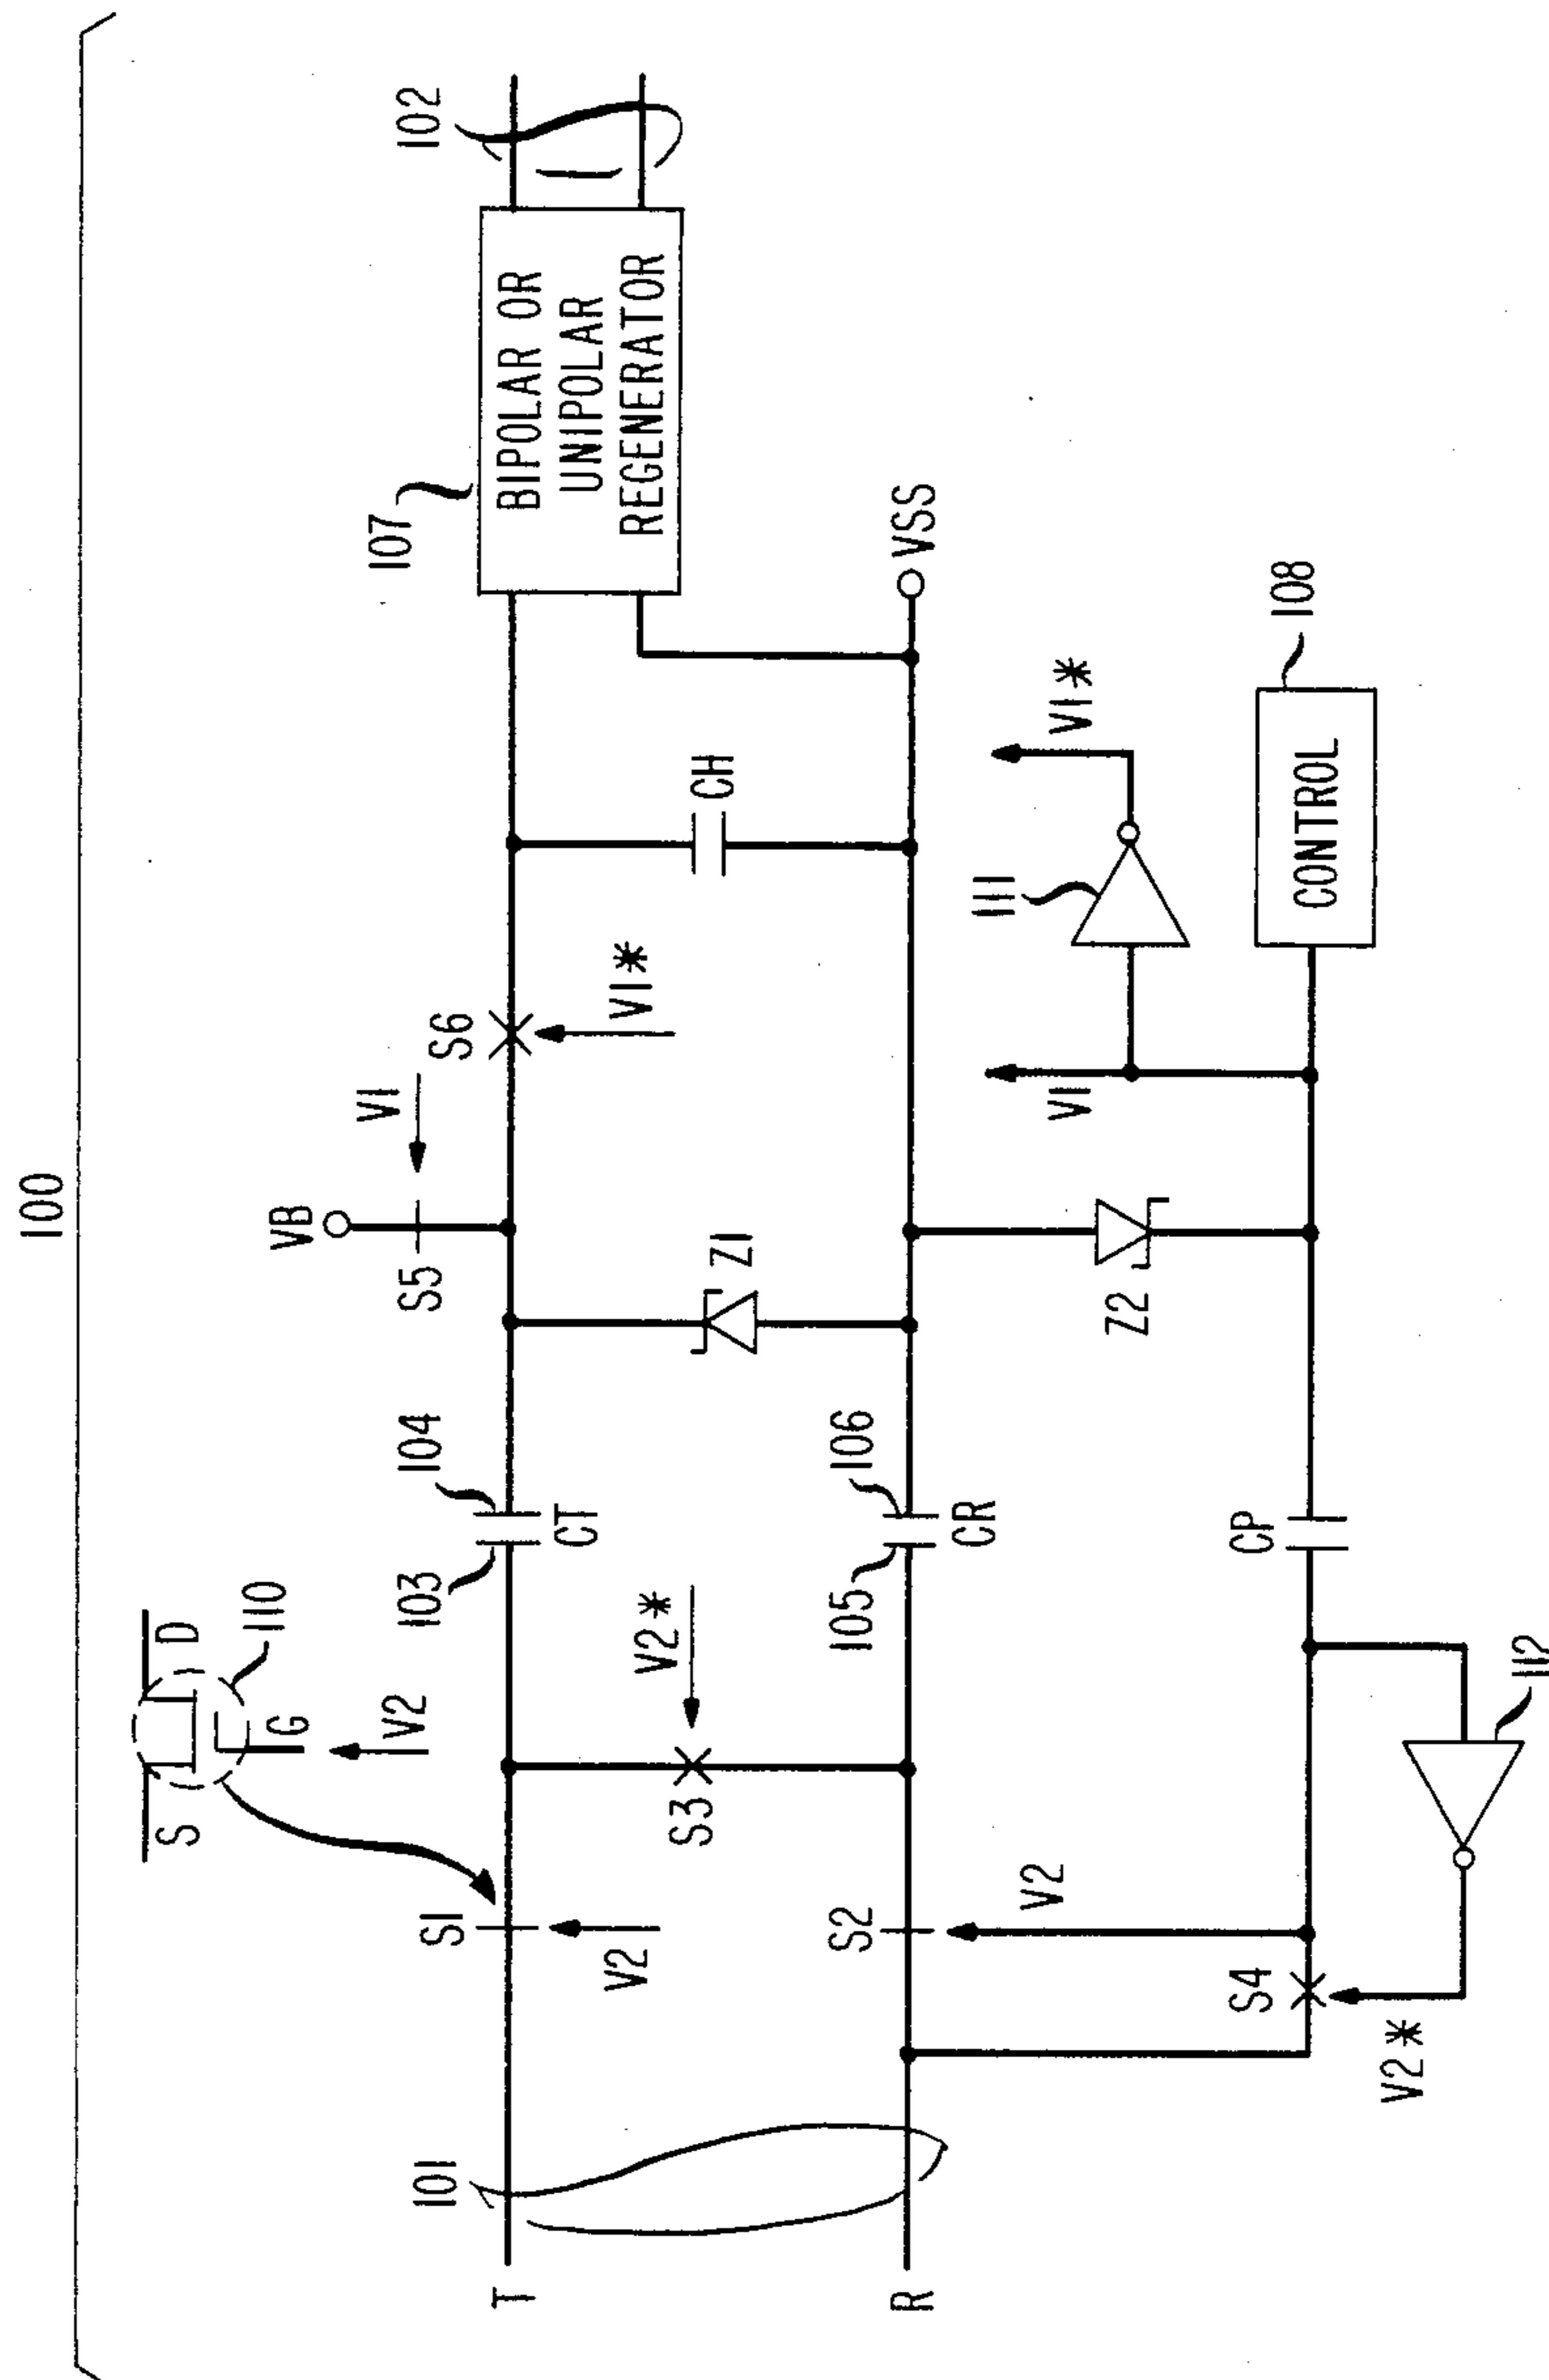 100
S
D
G
110
V2
S1
V2
T
101
R
103
104
CT
VB
S5
V1
S6
V1*
107
BIPOLAR OR
UNIPOLAR
REGENERATOR
102
S3
V2*
Z1
CH
S2
V2
105
106
CR
VSS
S4
V2*
112
CP
Z2
V1
111
V1*
CONTROL
108